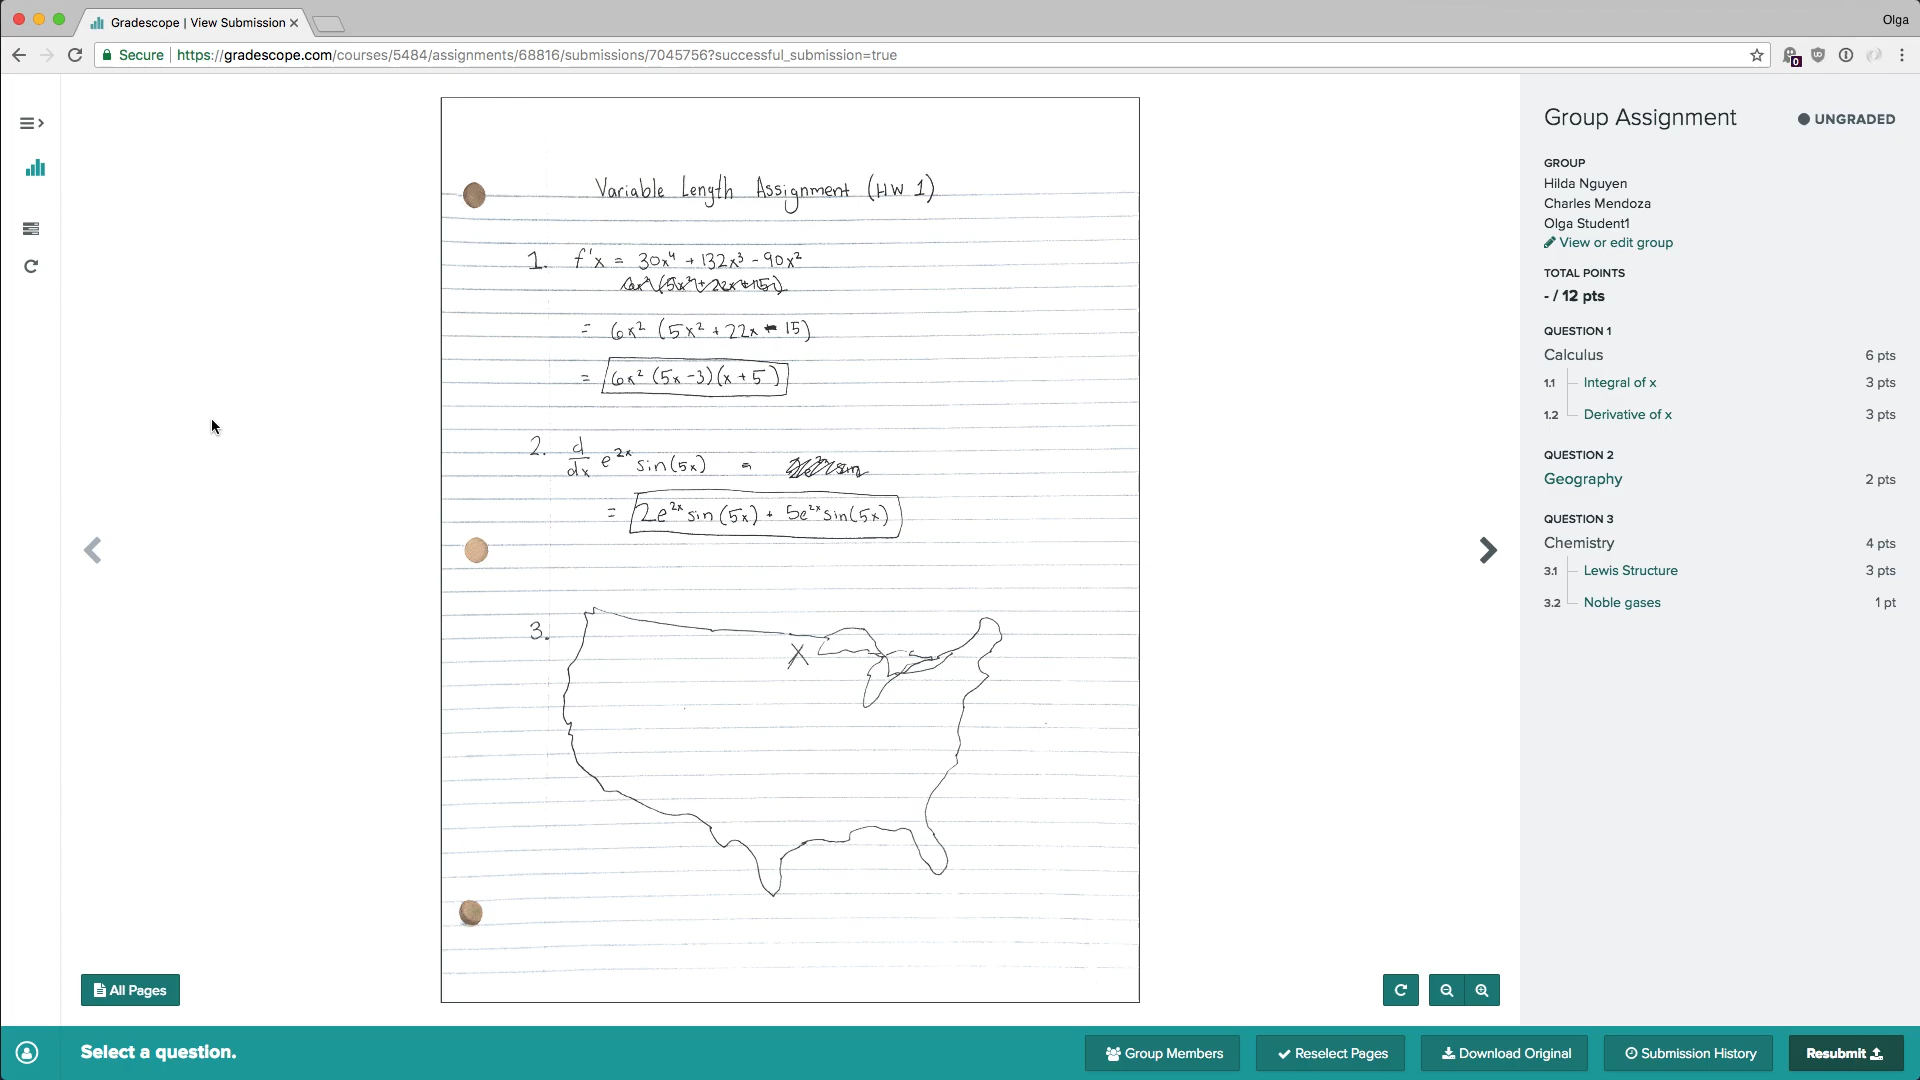 Gradescope | View Submission
Olga
Secure
https://gradescope.com/courses/5484/assignments/68816/submissions/7045756?successful_submission=true
0
Variable Length Assignment (HW 1)
1. f'x = 30x⁴ + 132x³ - 90x²
= 6x² (5x² + 22x - 15)
= 6x² (5x - 3)(x + 5)
2. d/dx e²ˣ sin(5x) =
= 2e²ˣ sin(5x) + 5e²ˣ sin(5x)
3.
X
All Pages
Group Assignment
UNGRADED
GROUP
Hilda Nguyen
Charles Mendoza
Olga Student1
View or edit group
TOTAL POINTS
- / 12 pts
QUESTION 1
Calculus 6 pts
1.1 Integral of x 3 pts
1.2 Derivative of x 3 pts
QUESTION 2
Geography 2 pts
QUESTION 3
Chemistry 4 pts
3.1 Lewis Structure 3 pts
3.2 Noble gases 1 pt
Select a question.
Group Members
Reselect Pages
Download Original
Submission History
Resubmit